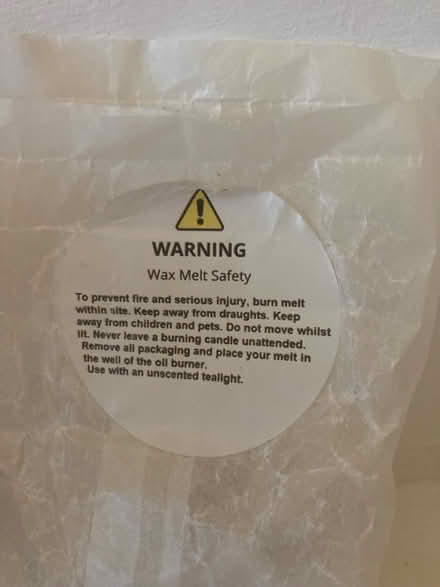 WARNING
Wax Melt Safety
To prevent fire and serious injury, burn melt
within site. Keep away from draughts. Keep
away from children and pets. Do not move whilst
lit. Never leave a burning candle unattended.
Remove all packaging and place your melt in
the well of the oil burner.
Use with an unscented tealight.